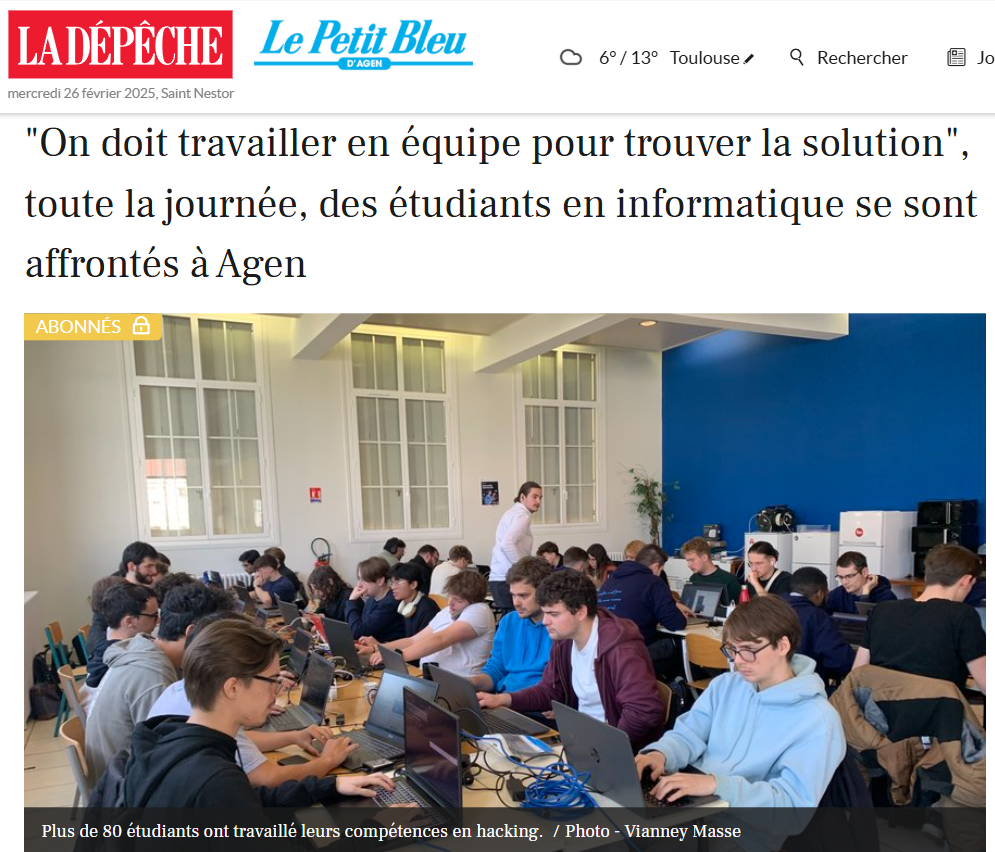 LA DÉPÊCHE
Le Petit Bleu
D'AGEN
6° / 13° Toulouse
Rechercher
Jo
mercredi 26 février 2025, Saint Nestor
"On doit travailler en équipe pour trouver la solution",
toute la journée, des étudiants en informatique se sont
affrontés à Agen
ABONNÉS
Plus de 80 étudiants ont travaillé leurs compétences en hacking. / Photo - Vianney Masse